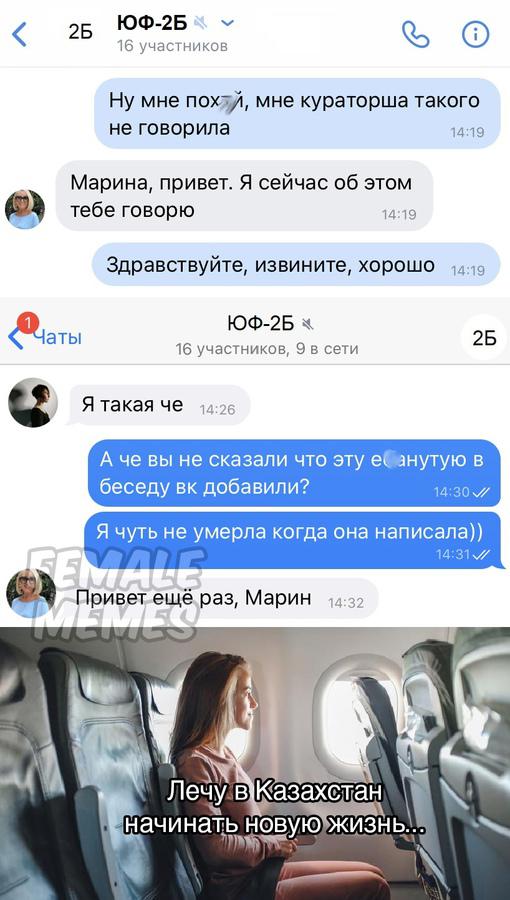 2Б
ЮФ-2Б
16 участников
Ну мне пох й, мне кураторша такого
не говорила
14:19
Марина, привет. Я сейчас об этом
тебе говорю
14:19
Здравствуйте, извините, хорошо
14:19
1
Чаты
ЮФ-2Б
16 участников, 9 в сети
2Б
Я такая че
14:26
А че вы не сказали что эту е анутую в
беседу вк добавили?
14:30
Я чуть не умерла когда она написала))
14:31
FEMALE
MEMES
Привет ещё раз, Марин
14:32
Лечу в Казахстан
начинать новую жизнь...